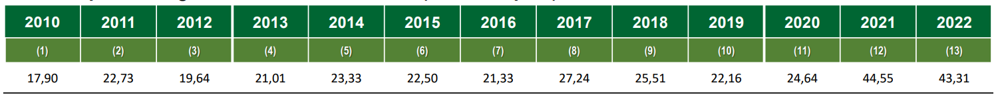 2010 2011 2012 2013 2014 2015 2016 2017 2018 2019 2020 2021 2022
(1) (2) (3) (4) (5) (6) (7) (8) (9) (10) (11) (12) (13)
17,90 22,73 19,64 21,01 23,33 22,50 21,33 27,24 25,51 22,16 24,64 44,55 43,31